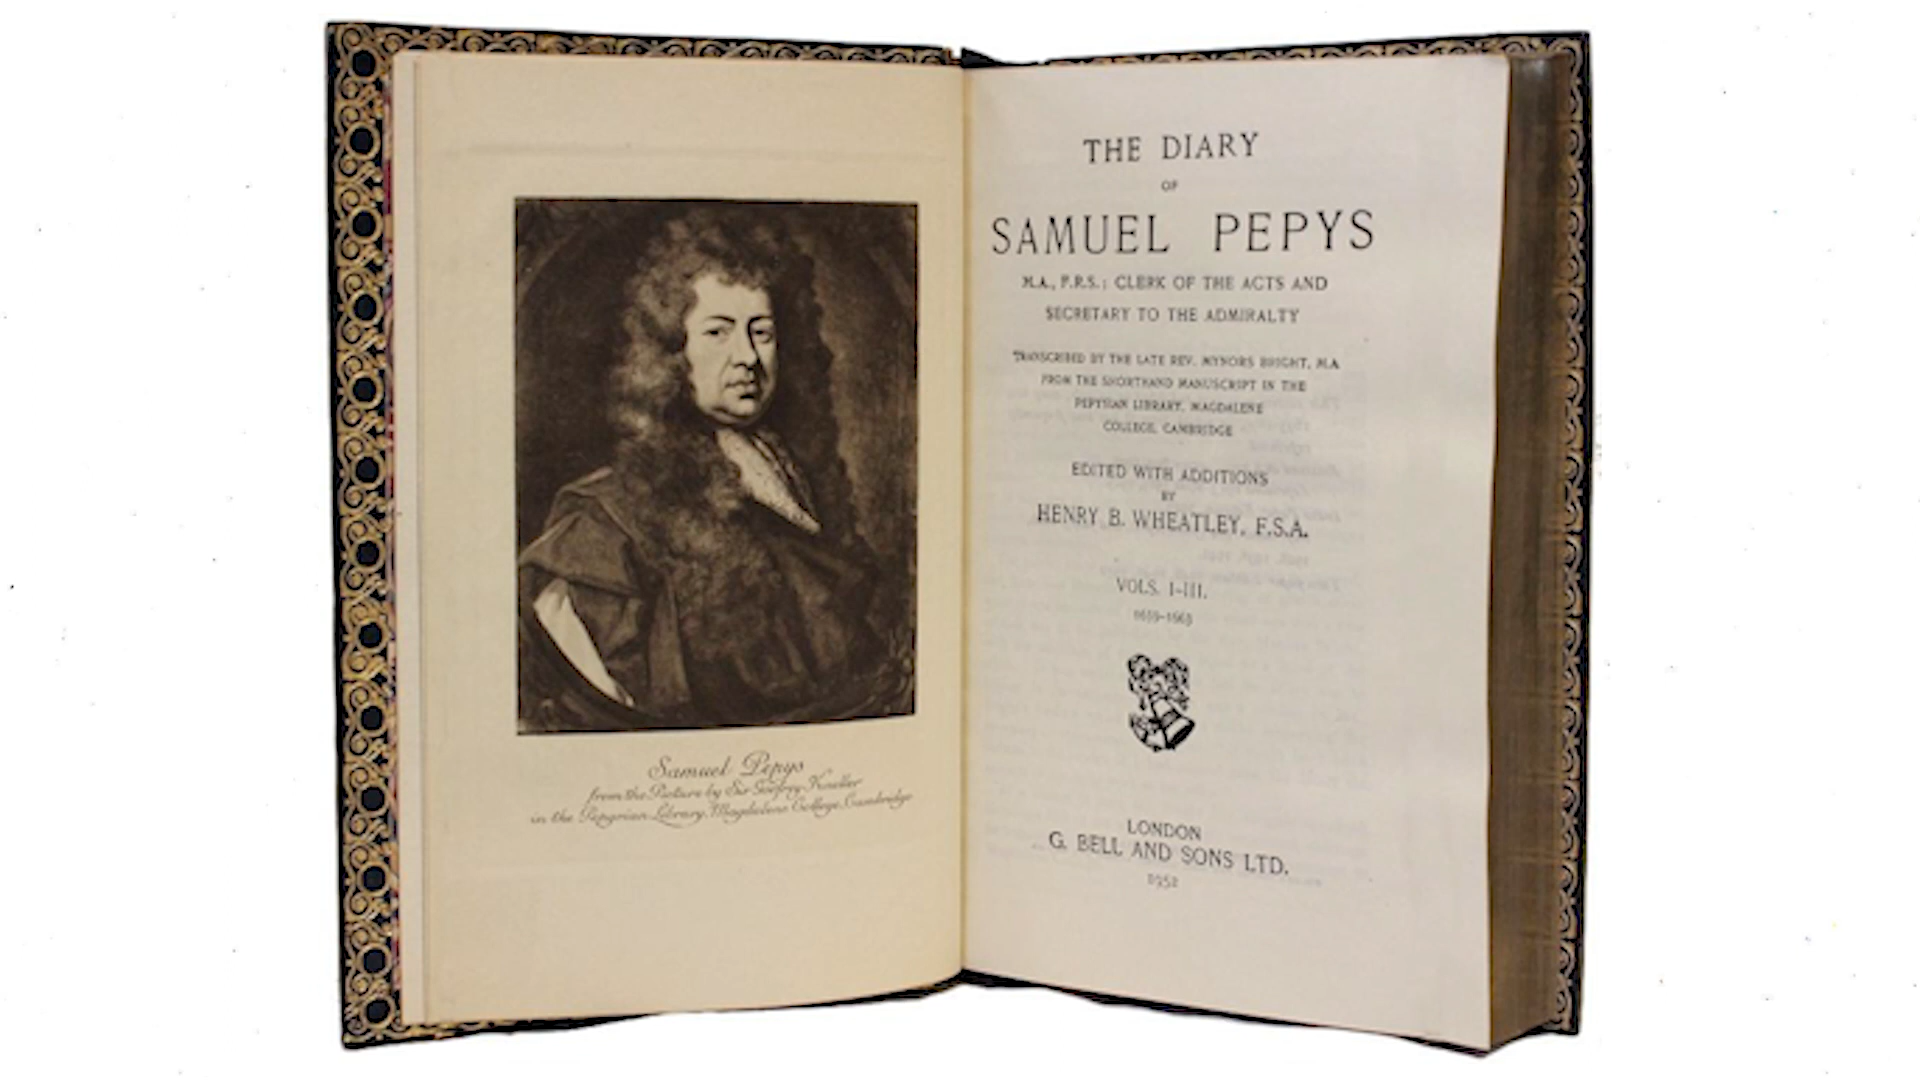 Samuel Pepys
from the Picture by Sir Godfrey Kneller
in the Pepysian Library, Magdalene College, Cambridge
THE DIARY
OF
SAMUEL PEPYS
M.A., F.R.S.; CLERK OF THE ACTS AND
SECRETARY TO THE ADMIRALTY
TRANSCRIBED BY THE LATE REV. MYNORS BRIGHT, M.A.
FROM THE SHORTHAND MANUSCRIPT IN THE
PEPYSIAN LIBRARY, MAGDALENE
COLLEGE, CAMBRIDGE
EDITED WITH ADDITIONS
BY
HENRY B. WHEATLEY, F.S.A.
VOLS. I-III.
LONDON
G. BELL AND SONS LTD.